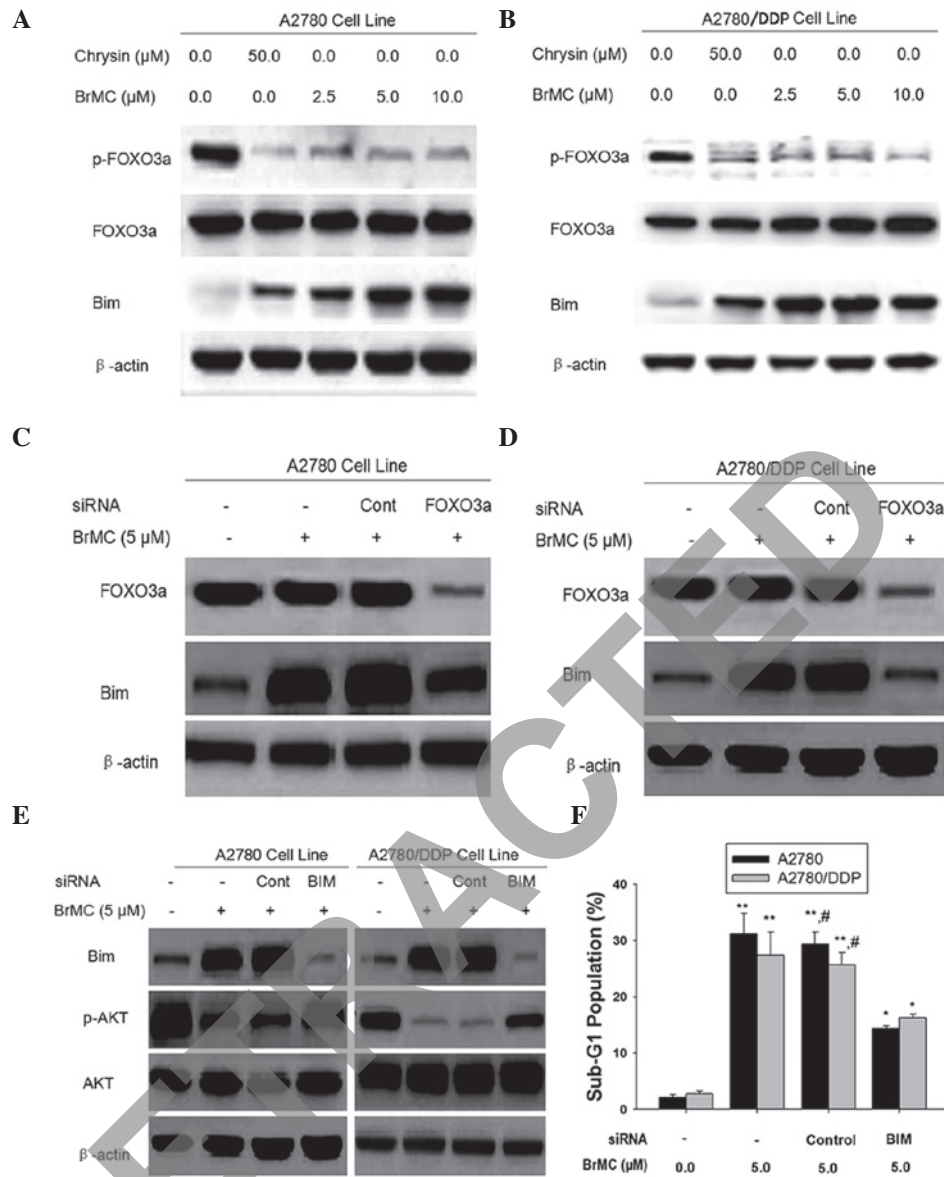 A
A2780 Cell Line
Chrysin (µM) 0.0 50.0 0.0 0.0 0.0
BrMC (µM) 0.0 0.0 2.5 5.0 10.0
p-FOXO3a
FOXO3a
Bim
β-actin
B
A2780/DDP Cell Line
Chrysin (µM) 0.0 50.0 0.0 0.0 0.0
BrMC (µM) 0.0 0.0 2.5 5.0 10.0
p-FOXO3a
FOXO3a
Bim
β-actin
C
A2780 Cell Line
siRNA - - Cont FOXO3a
BrMC (5 µM) - + + +
FOXO3a
Bim
β-actin
D
A2780/DDP Cell Line
siRNA - - Cont FOXO3a
BrMC (5 µM) - + + +
FOXO3a
Bim
β-actin
E
A2780 Cell Line A2780/DDP Cell Line
siRNA - - Cont BIM - - Cont BIM
BrMC (5 µM) - + + + - + + +
Bim
p-AKT
AKT
β-actin
F
A2780
A2780/DDP
Sub-G1 Population (%)
40
30
20
10
0
** ** **,# **,# * *
siRNA - - Control BIM
BrMC (µM) 0.0 5.0 5.0 5.0
RETRACTED